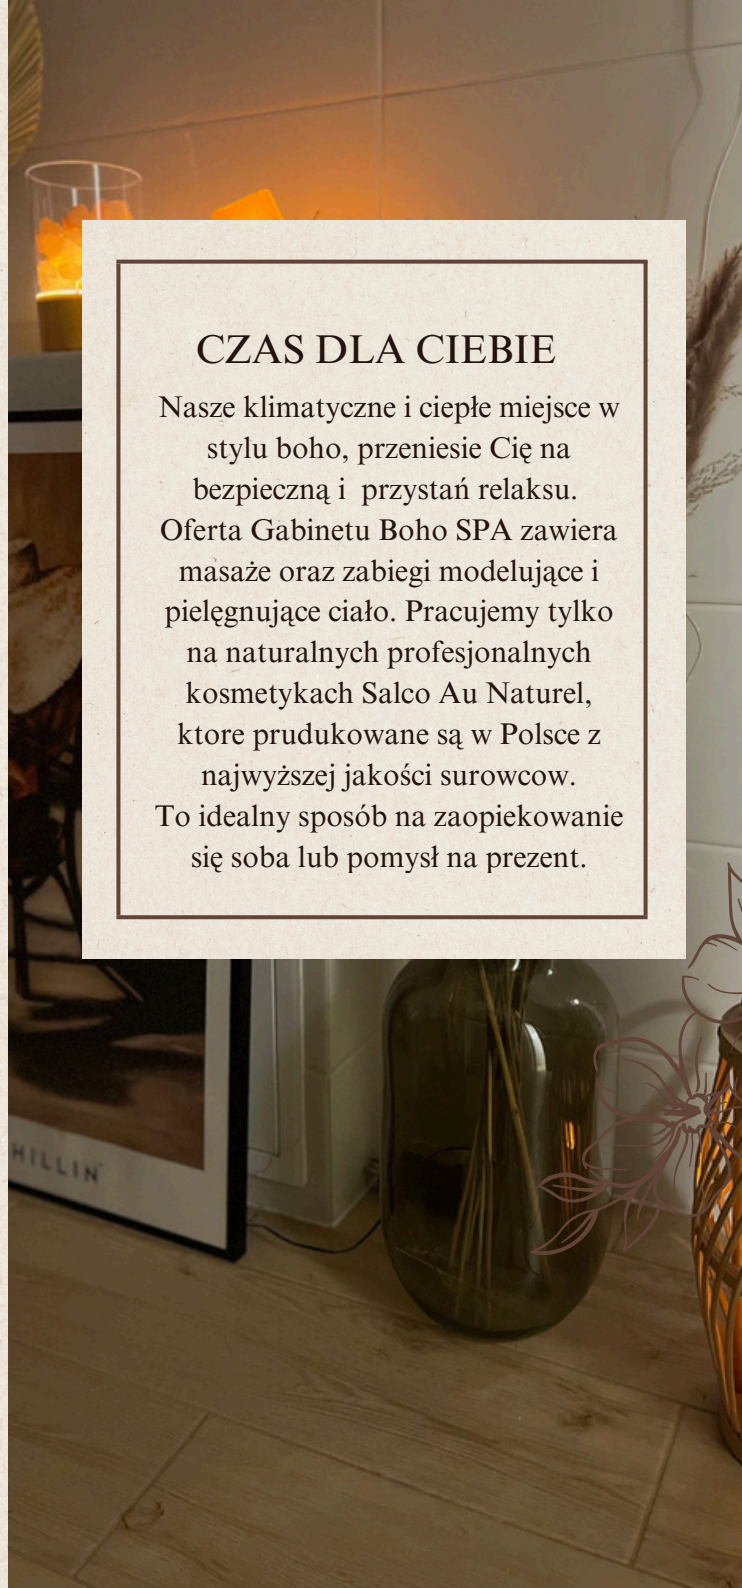 CZAS DLA CIEBIE
Nasze klimatyczne i ciepłe miejsce w
stylu boho, przeniesie Cię na
bezpieczną i  przystań relaksu.
Oferta Gabinetu Boho SPA zawiera
masaże oraz zabiegi modelujące i
pielęgnujące ciało. Pracujemy tylko
na naturalnych profesjonalnych
kosmetykach Salco Au Naturel,
ktore prudukowane są w Polsce z
najwyższej jakości surowcow.
To idealny sposób na zaopiekowanie
się soba lub pomysł na prezent.
HILLIN